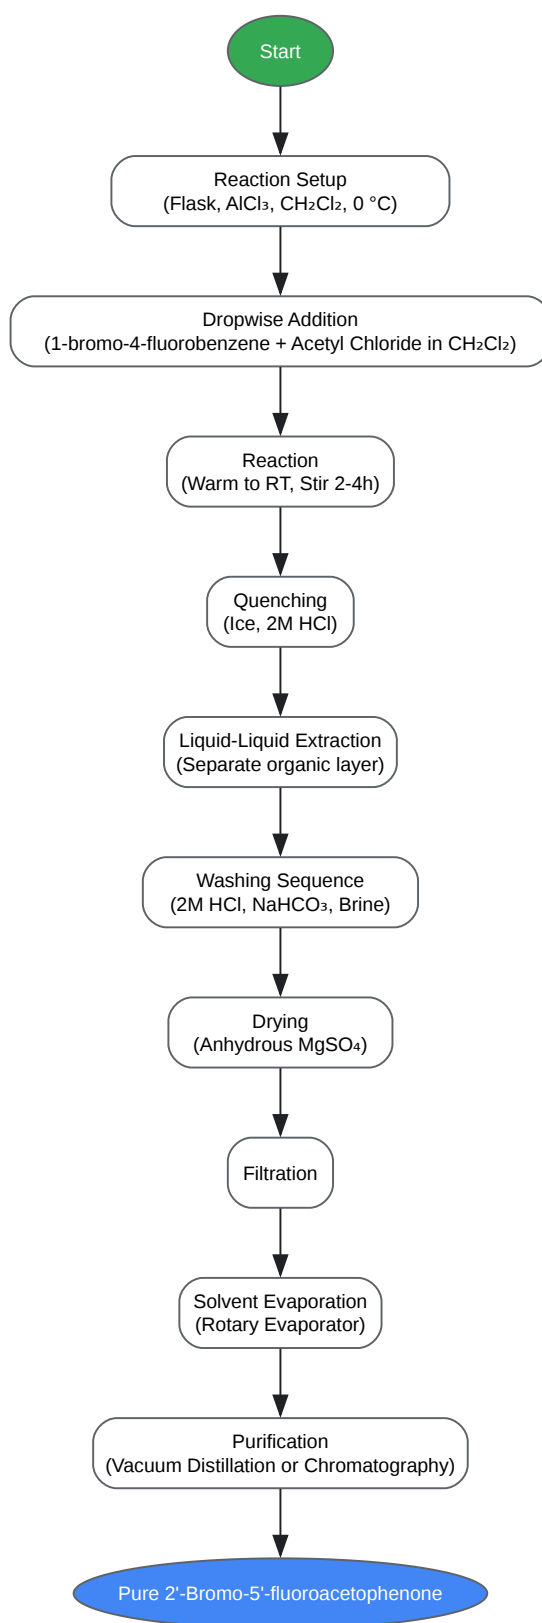 Start
Reaction Setup
(Flask, AlCl₃, CH₂Cl₂, 0 °C)
Dropwise Addition
(1-bromo-4-fluorobenzene + Acetyl Chloride in CH₂Cl₂)
Reaction
(Warm to RT, Stir 2-4h)
Quenching
(Ice, 2M HCl)
Liquid-Liquid Extraction
(Separate organic layer)
Washing Sequence
(2M HCl, NaHCO₃, Brine)
Drying
(Anhydrous MgSO₄)
Filtration
Solvent Evaporation
(Rotary Evaporator)
Purification
(Vacuum Distillation or Chromatography)
Pure 2'-Bromo-5'-fluoroacetophenone